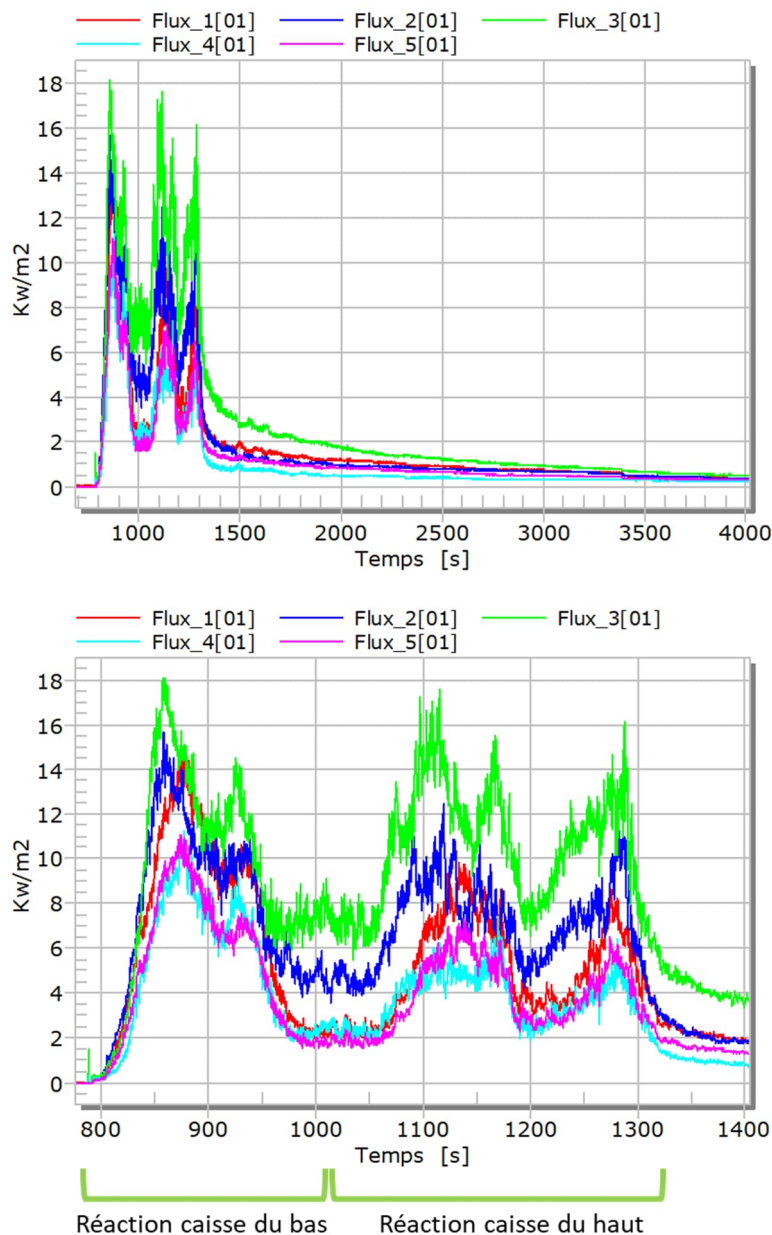 Flux_1[01] Flux_2[01] Flux_3[01]
Flux_4[01] Flux_5[01]
18
16
14
12
10
8
6
4
2
0
Kw/m2
1000 1500 2000 2500 3000 3500 4000
Temps [s]
Flux_1[01] Flux_2[01] Flux_3[01]
Flux_4[01] Flux_5[01]
18
16
14
12
10
8
6
4
2
0
Kw/m2
800 900 1000 1100 1200 1300 1400
Temps [s]
Réaction caisse du bas Réaction caisse du haut